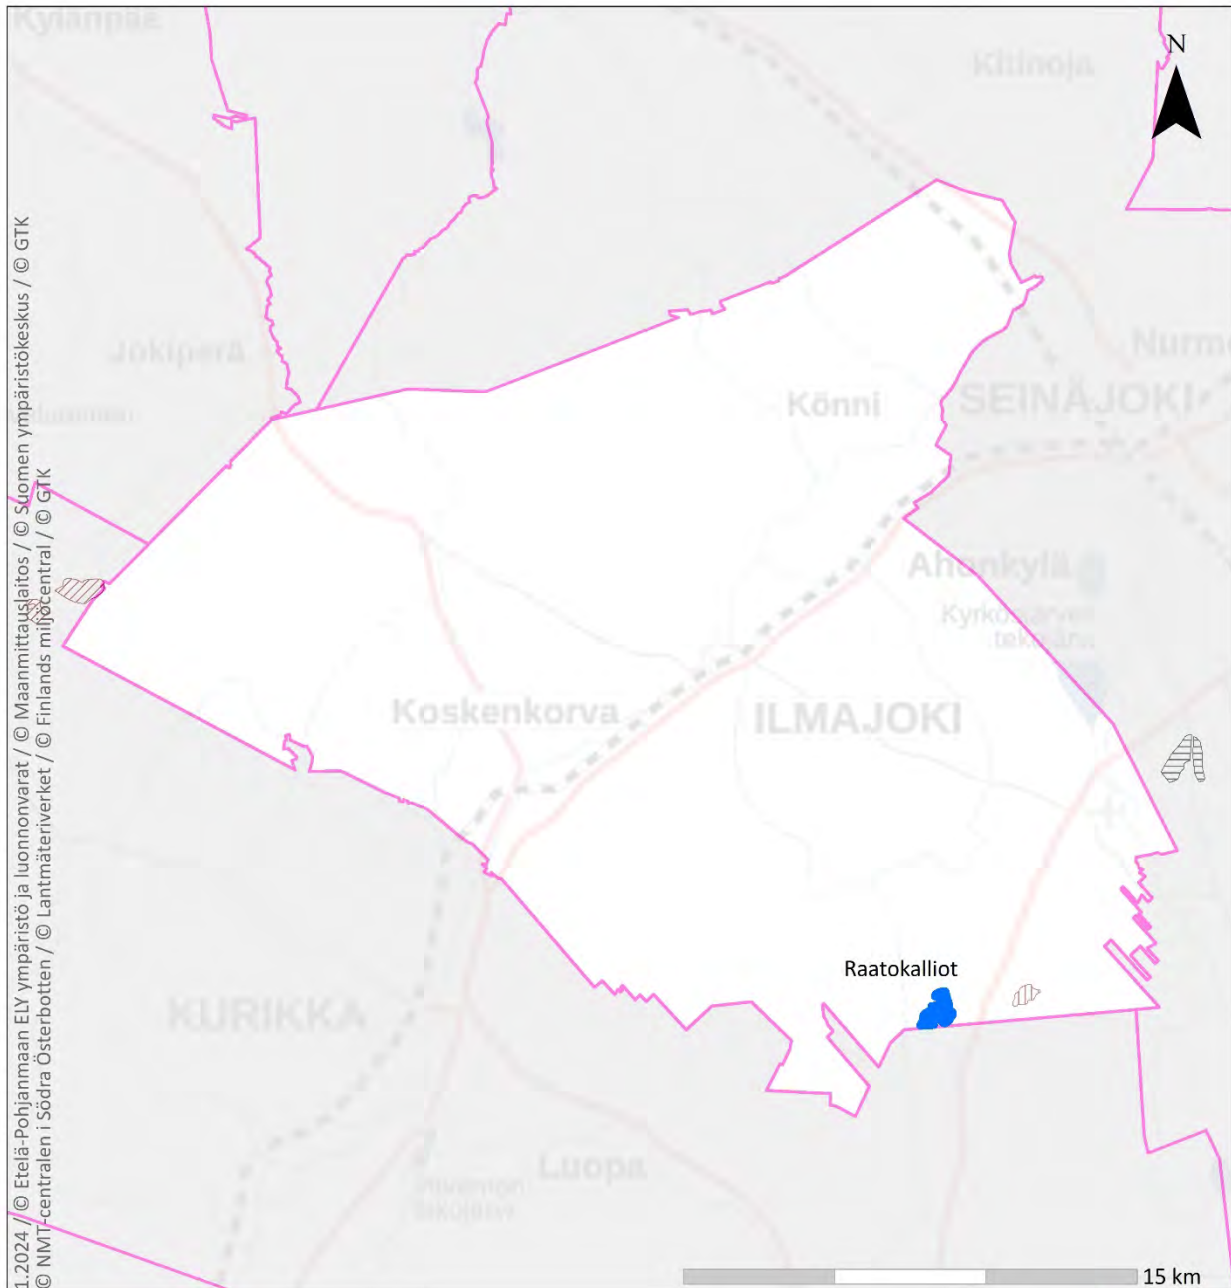 Kylänpää
Kitinoja
N
Jokiperä
Nurmo
Könni
SEINÄJOKI
Ahonkylä
Kyrkösjärven
tekojärvi
Koskenkorva
ILMAJOKI
Raatokalliot
KURIKKA
Luopa
15 km
1.2024 / © Etelä-Pohjanmaan ELY ympäristö ja luonnonvarat / © Maanmittauslaitos / © Suomen ympäristökeskus / © GTK
© NMT-centralen i Södra Österbotten / © Lantmäteriverket / © Finlands miljöcentral / © GTK